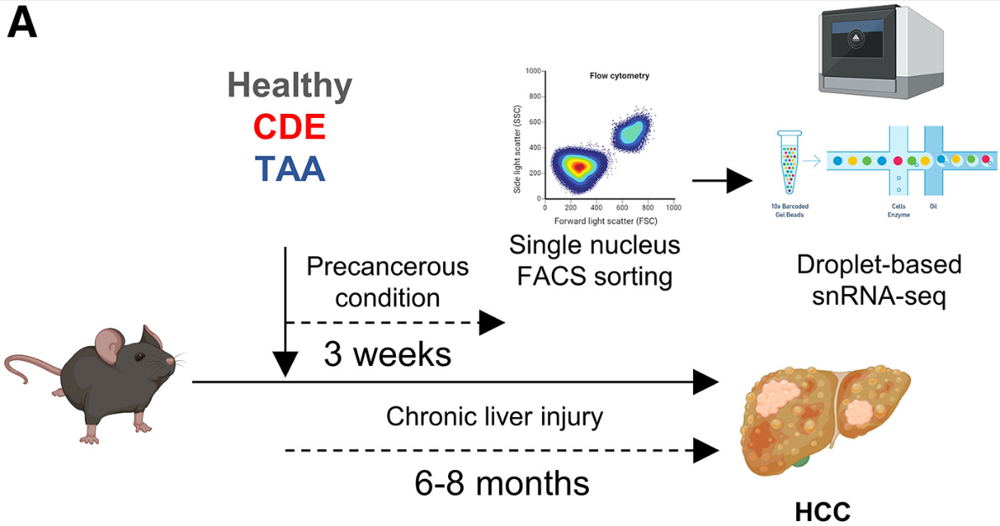 A
Healthy
CDE
TAA
Flow cytometry
Side light scatter (SSC)
1000
800
600
400
200
0
0 200 400 600 800 1000
Forward light scatter (FSC)
Single nucleus
FACS sorting
10x Barcoded
Gel Beads
Cells
Enzyme
Oil
Droplet-based
snRNA-seq
Precancerous
condition
3 weeks
Chronic liver injury
6-8 months
HCC